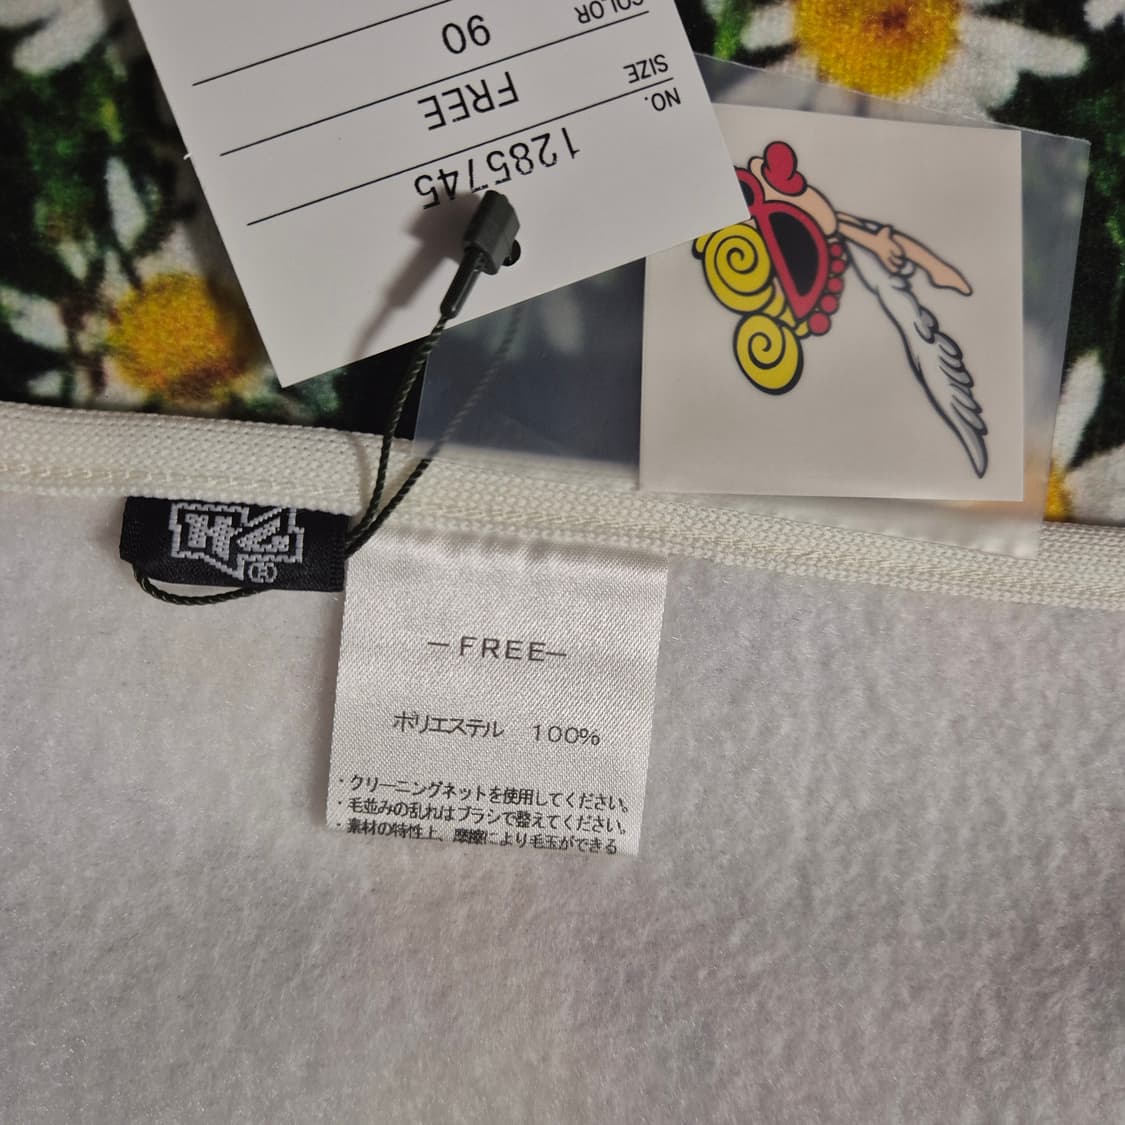 COLOR 90
SIZE FREE
NO. 1285745
®
— FREE —
ポリエステル 100%
・クリーニングネットを使用してください。
・毛並みの乱れはブラシで整えてください。
・素材の特性上、摩擦により毛玉ができる